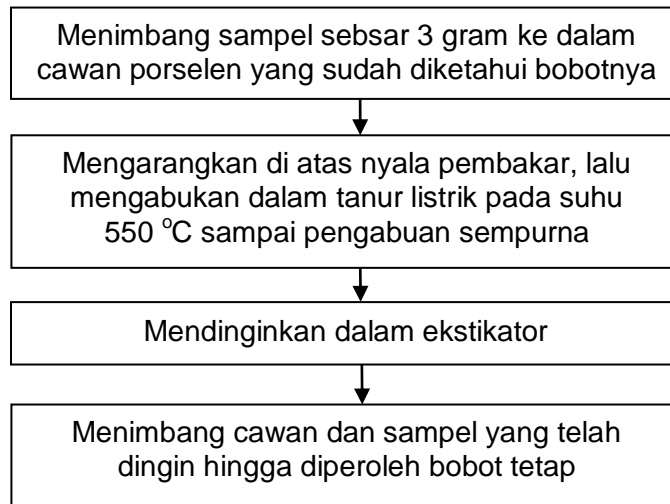 Menimbang sampel sebsar 3 gram ke dalam
cawan porselen yang sudah diketahui bobotnya
Mengarangkan di atas nyala pembakar, lalu
mengabukan dalam tanur listrik pada suhu
550 °C sampai pengabuan sempurna
Mendinginkan dalam ekstikator
Menimbang cawan dan sampel yang telah
dingin hingga diperoleh bobot tetap